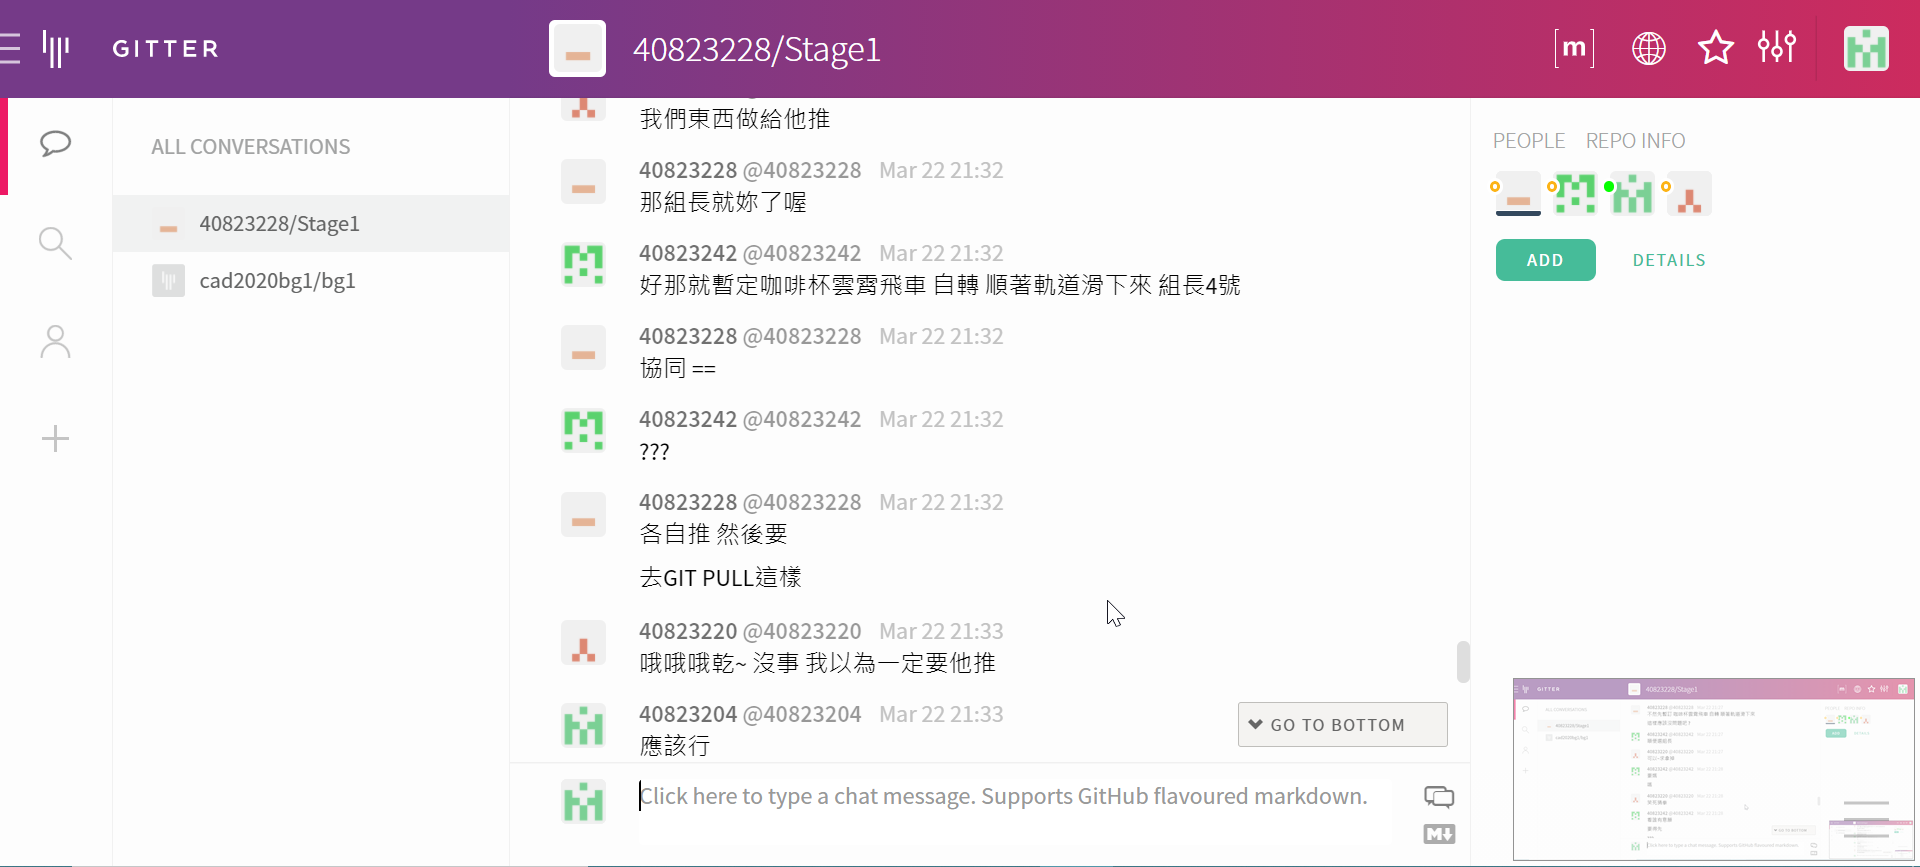 GITTER
40823228/Stage1
[m]
ALL CONVERSATIONS
40823228/Stage1
cad2020bg1/bg1
我們東西做給他推
40823228 @40823228 Mar 22 21:32
那組長就妳了喔
40823242 @40823242 Mar 22 21:32
好那就暫定咖啡杯雲霄飛車 自轉 順著軌道滑下來 組長4號
40823228 @40823228 Mar 22 21:32
協同 ==
40823242 @40823242 Mar 22 21:32
???
40823228 @40823228 Mar 22 21:32
各自推 然後要
去GIT PULL這樣
40823220 @40823220 Mar 22 21:33
哦哦哦乾~ 沒事 我以為一定要他推
40823204 @40823204 Mar 22 21:33
應該行
GO TO BOTTOM
Click here to type a chat message. Supports GitHub flavoured markdown.
M
PEOPLE REPO INFO
ADD DETAILS
GITTER
40823228/Stage1